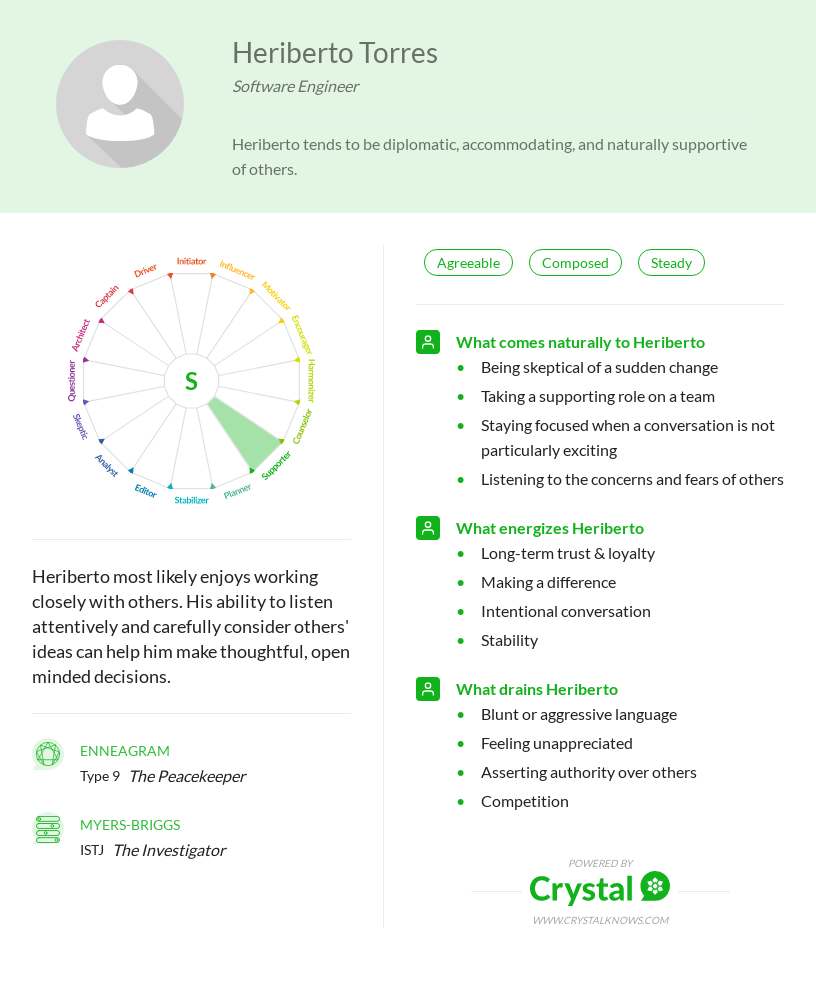 Heriberto Torres
Software Engineer
Heriberto tends to be diplomatic, accommodating, and naturally supportive
of others.
Initiator
Influencer
Motivator
Encourager
Harmonizer
Counselor
Supporter
Planner
Stabilizer
Editor
Analyst
Skeptic
Questioner
Architect
Captain
Driver
S
Heriberto most likely enjoys working
closely with others. His ability to listen
attentively and carefully consider others'
ideas can help him make thoughtful, open
minded decisions.
ENNEAGRAM
Type 9 The Peacekeeper
MYERS-BRIGGS
ISTJ The Investigator
Agreeable Composed Steady
What comes naturally to Heriberto
• Being skeptical of a sudden change
• Taking a supporting role on a team
• Staying focused when a conversation is not
particularly exciting
• Listening to the concerns and fears of others
What energizes Heriberto
• Long-term trust & loyalty
• Making a difference
• Intentional conversation
• Stability
What drains Heriberto
• Blunt or aggressive language
• Feeling unappreciated
• Asserting authority over others
• Competition
POWERED BY
Crystal
WWW.CRYSTALKNOWS.COM